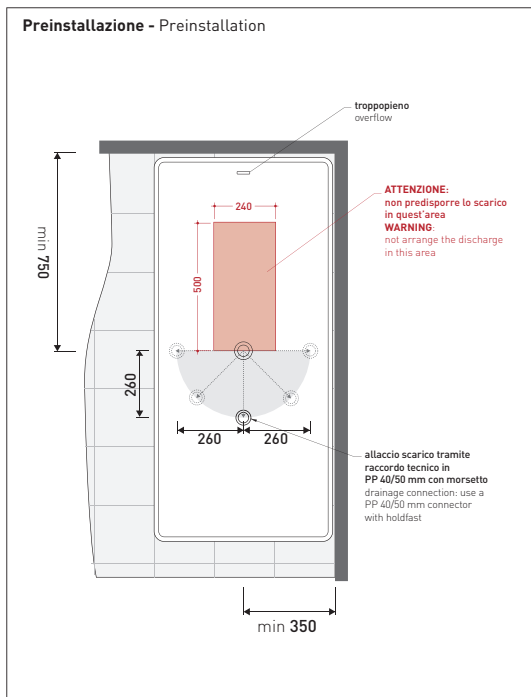 Preinstallazione - Preinstallation
troppopieno
overflow
240
ATTENZIONE:
non predisporre lo scarico
in quest'area
WARNING:
not arrange the discharge
in this area
min 750
500
260
260
260
allaccio scarico tramite
raccordo tecnico in
PP 40/50 mm con morsetto
drainage connection: use a
PP 40/50 mm connector
with holdfast
min 350